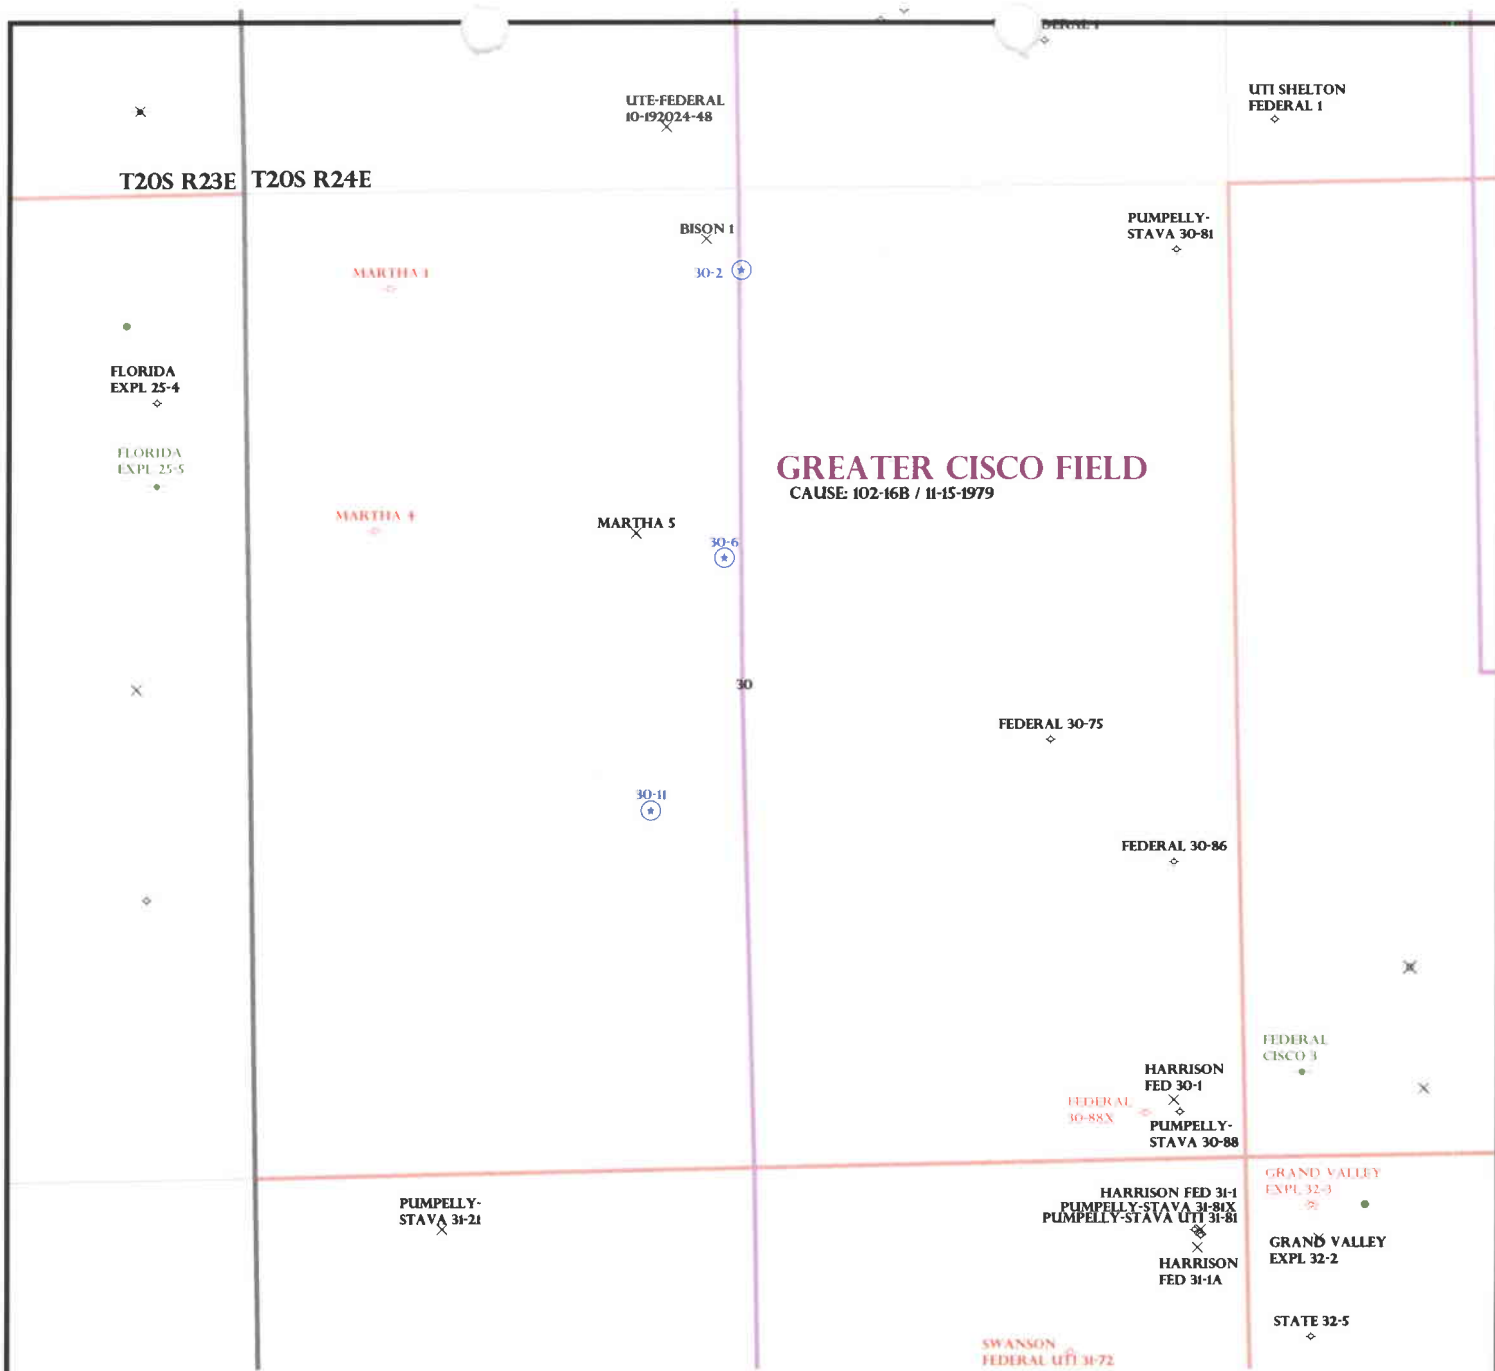 UTE-FEDERAL
10-192024-48
UTI SHELTON
FEDERAL 1
T20S R23E
T20S R24E
PUMPELLY-
STAVA 30-81
BISON 1
30-2
MARTHA 1
FLORIDA
EXPL 25-4
FLORIDA
EXPL 25-5
GREATER CISCO FIELD
CAUSE: 102-16B / 11-15-1979
MARTHA 4
MARTHA 5
30-6
30
FEDERAL 30-75
30-11
FEDERAL 30-86
FEDERAL
CISCO 3
HARRISON
FED 30-1
FEDERAL
30-88X
PUMPELLY-
STAVA 30-88
GRAND VALLEY
EXPL 32-3
PUMPELLY-
STAVA 31-21
HARRISON FED 31-1
PUMPELLY-STAVA 31-81X
PUMPELLY-STAVA UTI 31-81
GRAND VALLEY
EXPL 32-2
HARRISON
FED 31-1A
STATE 32-5
SWANSON
FEDERAL UTI 31-72